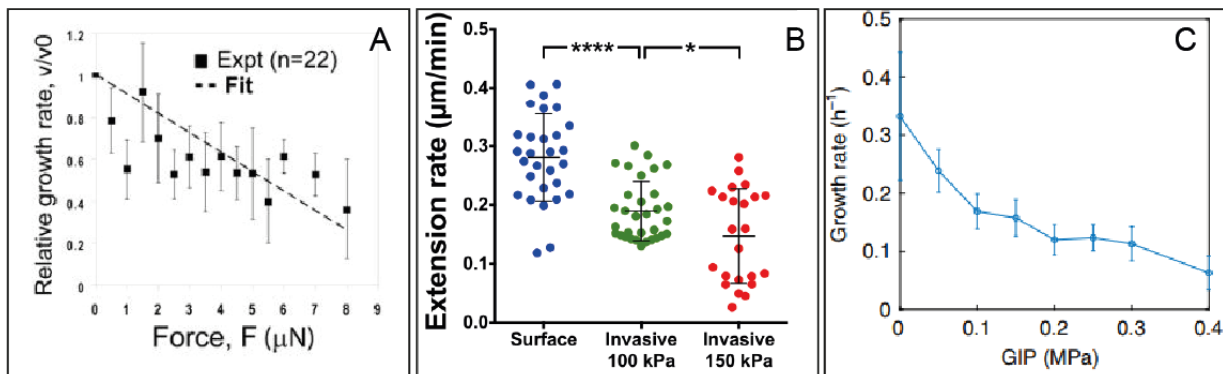 A
Relative growth rate, v/v0
1.2
1
0.8
0.6
0.4
0.2
0
Expt (n=22)
Fit
0 1 2 3 4 5 6 7 8 9
Force, F (μN)
B
Extension rate (μm/min)
0.5
0.4
0.3
0.2
0.1
0.0
**** *
Surface Invasive Invasive
100 kPa 150 kPa
C
Growth rate (h⁻¹)
0.5
0.4
0.3
0.2
0.1
0
0 0.1 0.2 0.3 0.4
GIP (MPa)